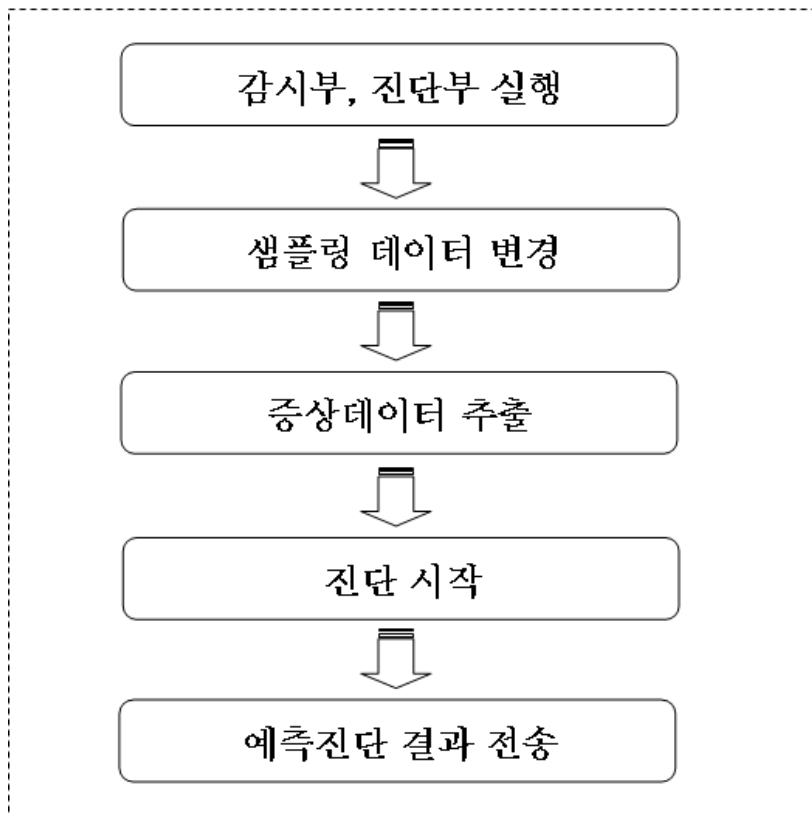 감시부, 진단부 실행
샘플링 데이터 변경
증상데이터 추출
진단 시작
예측진단 결과 전송